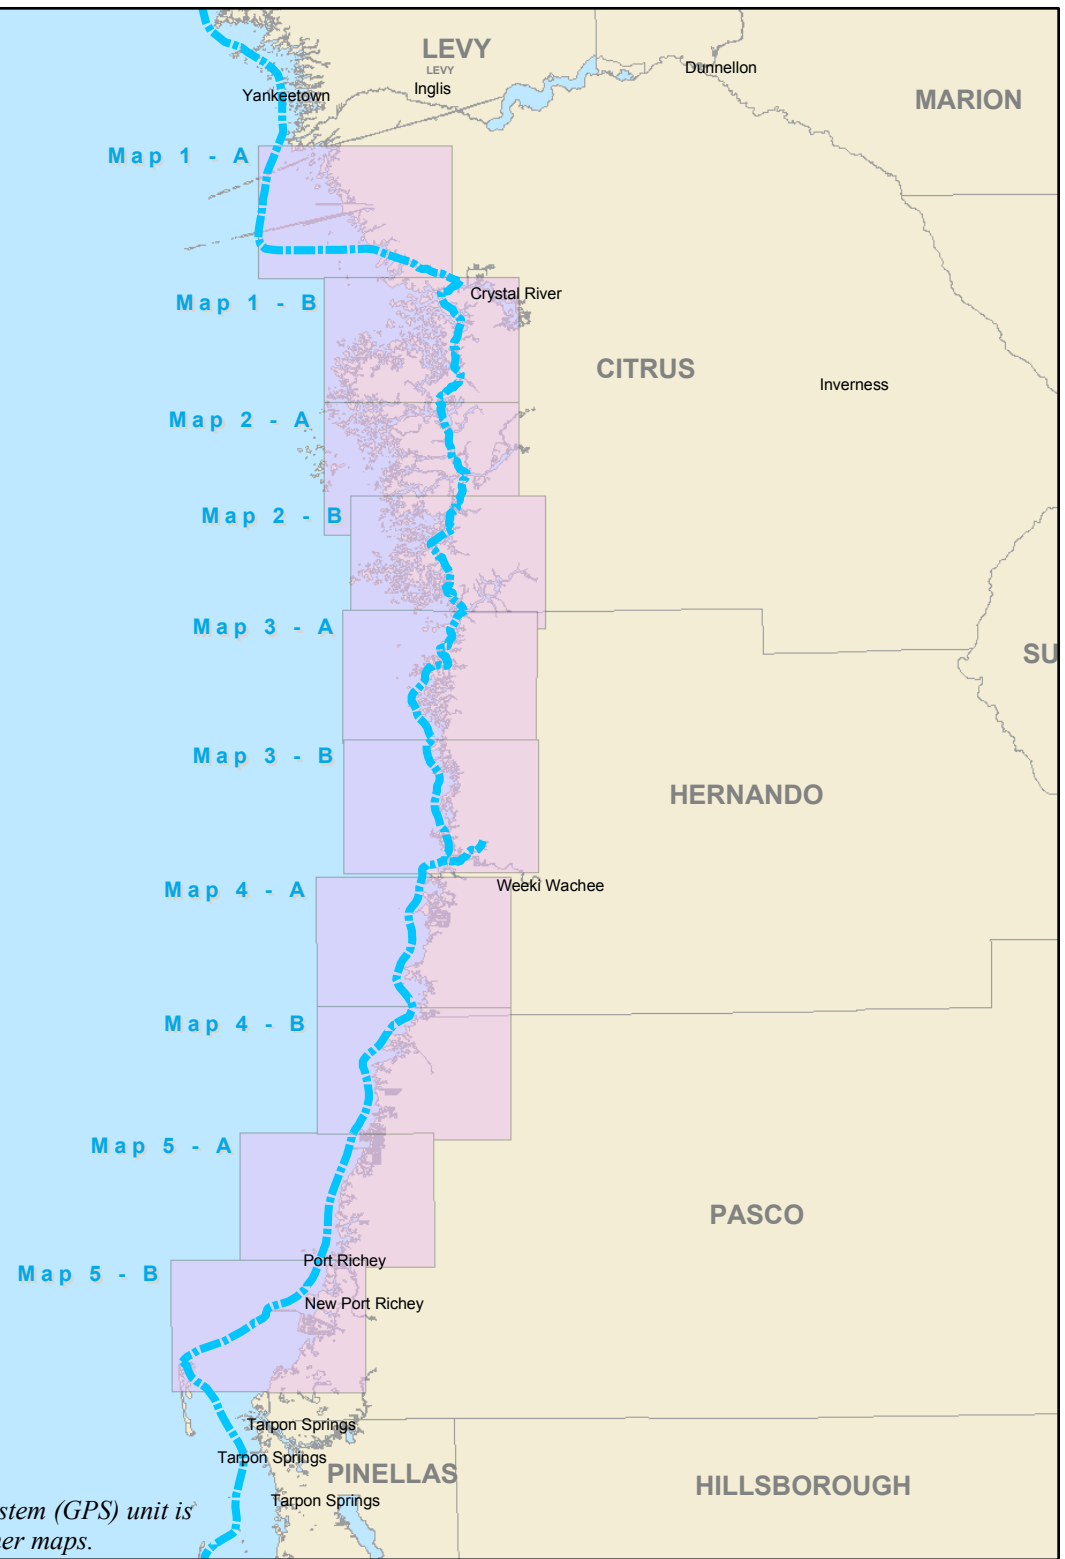 LEVY
LEVY
Dunnellon
Inglis
Yankeetown
MARION
Map 1 - A
Crystal River
Map 1 - B
CITRUS
Inverness
Map 2 - A
Map 2 - B
Map 3 - A
SU
Map 3 - B
HERNANDO
Weeki Wachee
Map 4 - A
Map 4 - B
Map 5 - A
PASCO
Port Richey
Map 5 - B
New Port Richey
Tarpon Springs
Tarpon Springs
PINELLAS
HILLSBOROUGH
Tarpon Springs
stem (GPS) unit is
er maps.